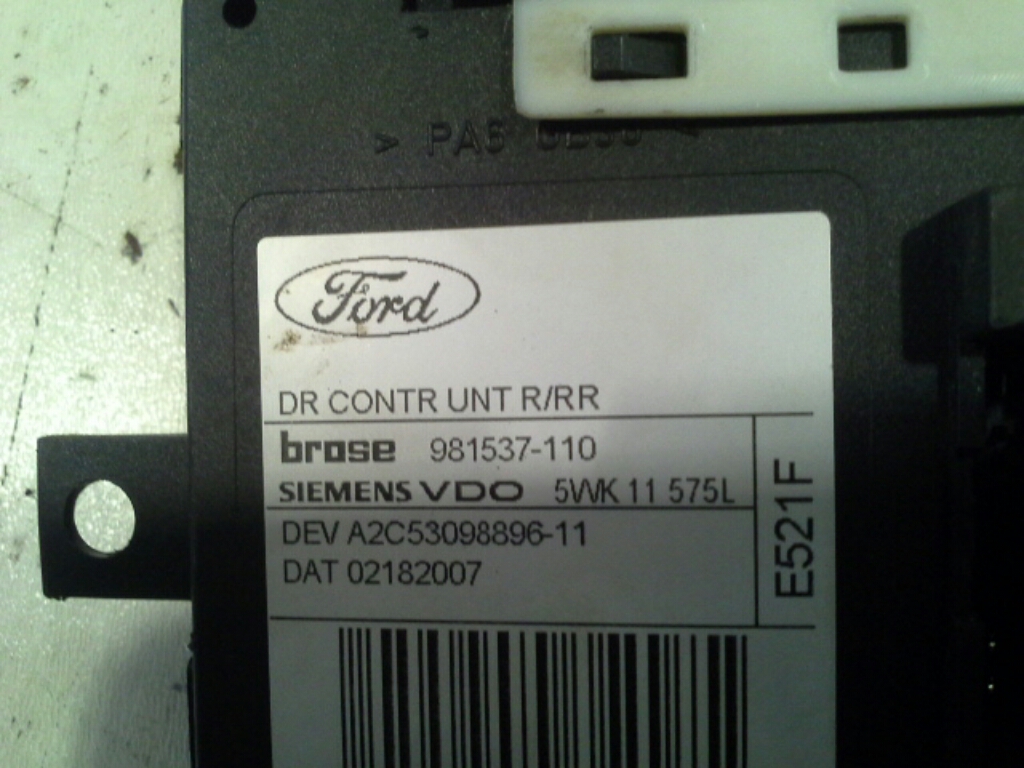 > PA6
Ford
DR CONTR UNT R/RR
brose 981537-110
SIEMENS VDO 5WK 11 575L
DEV A2C53098896-11
DAT 02182007
E521F